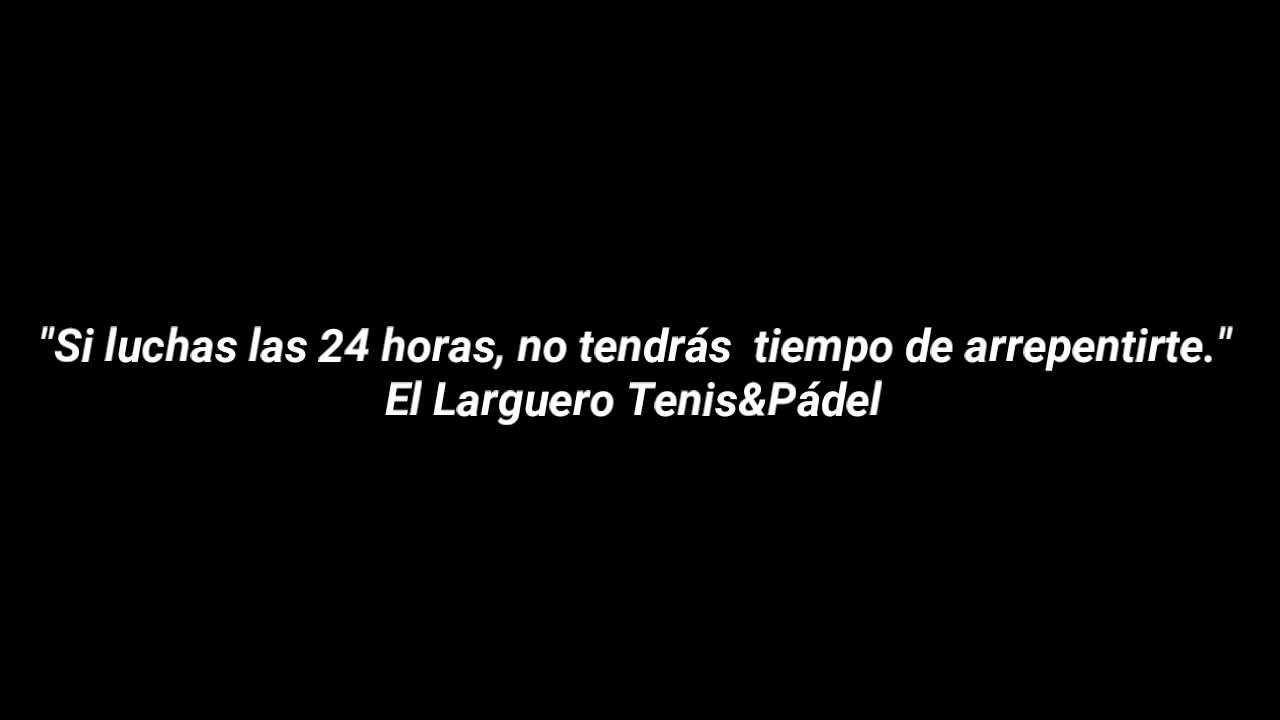 "Si luchas las 24 horas, no tendrás  tiempo de arrepentirte."
El Larguero Tenis&Pádel